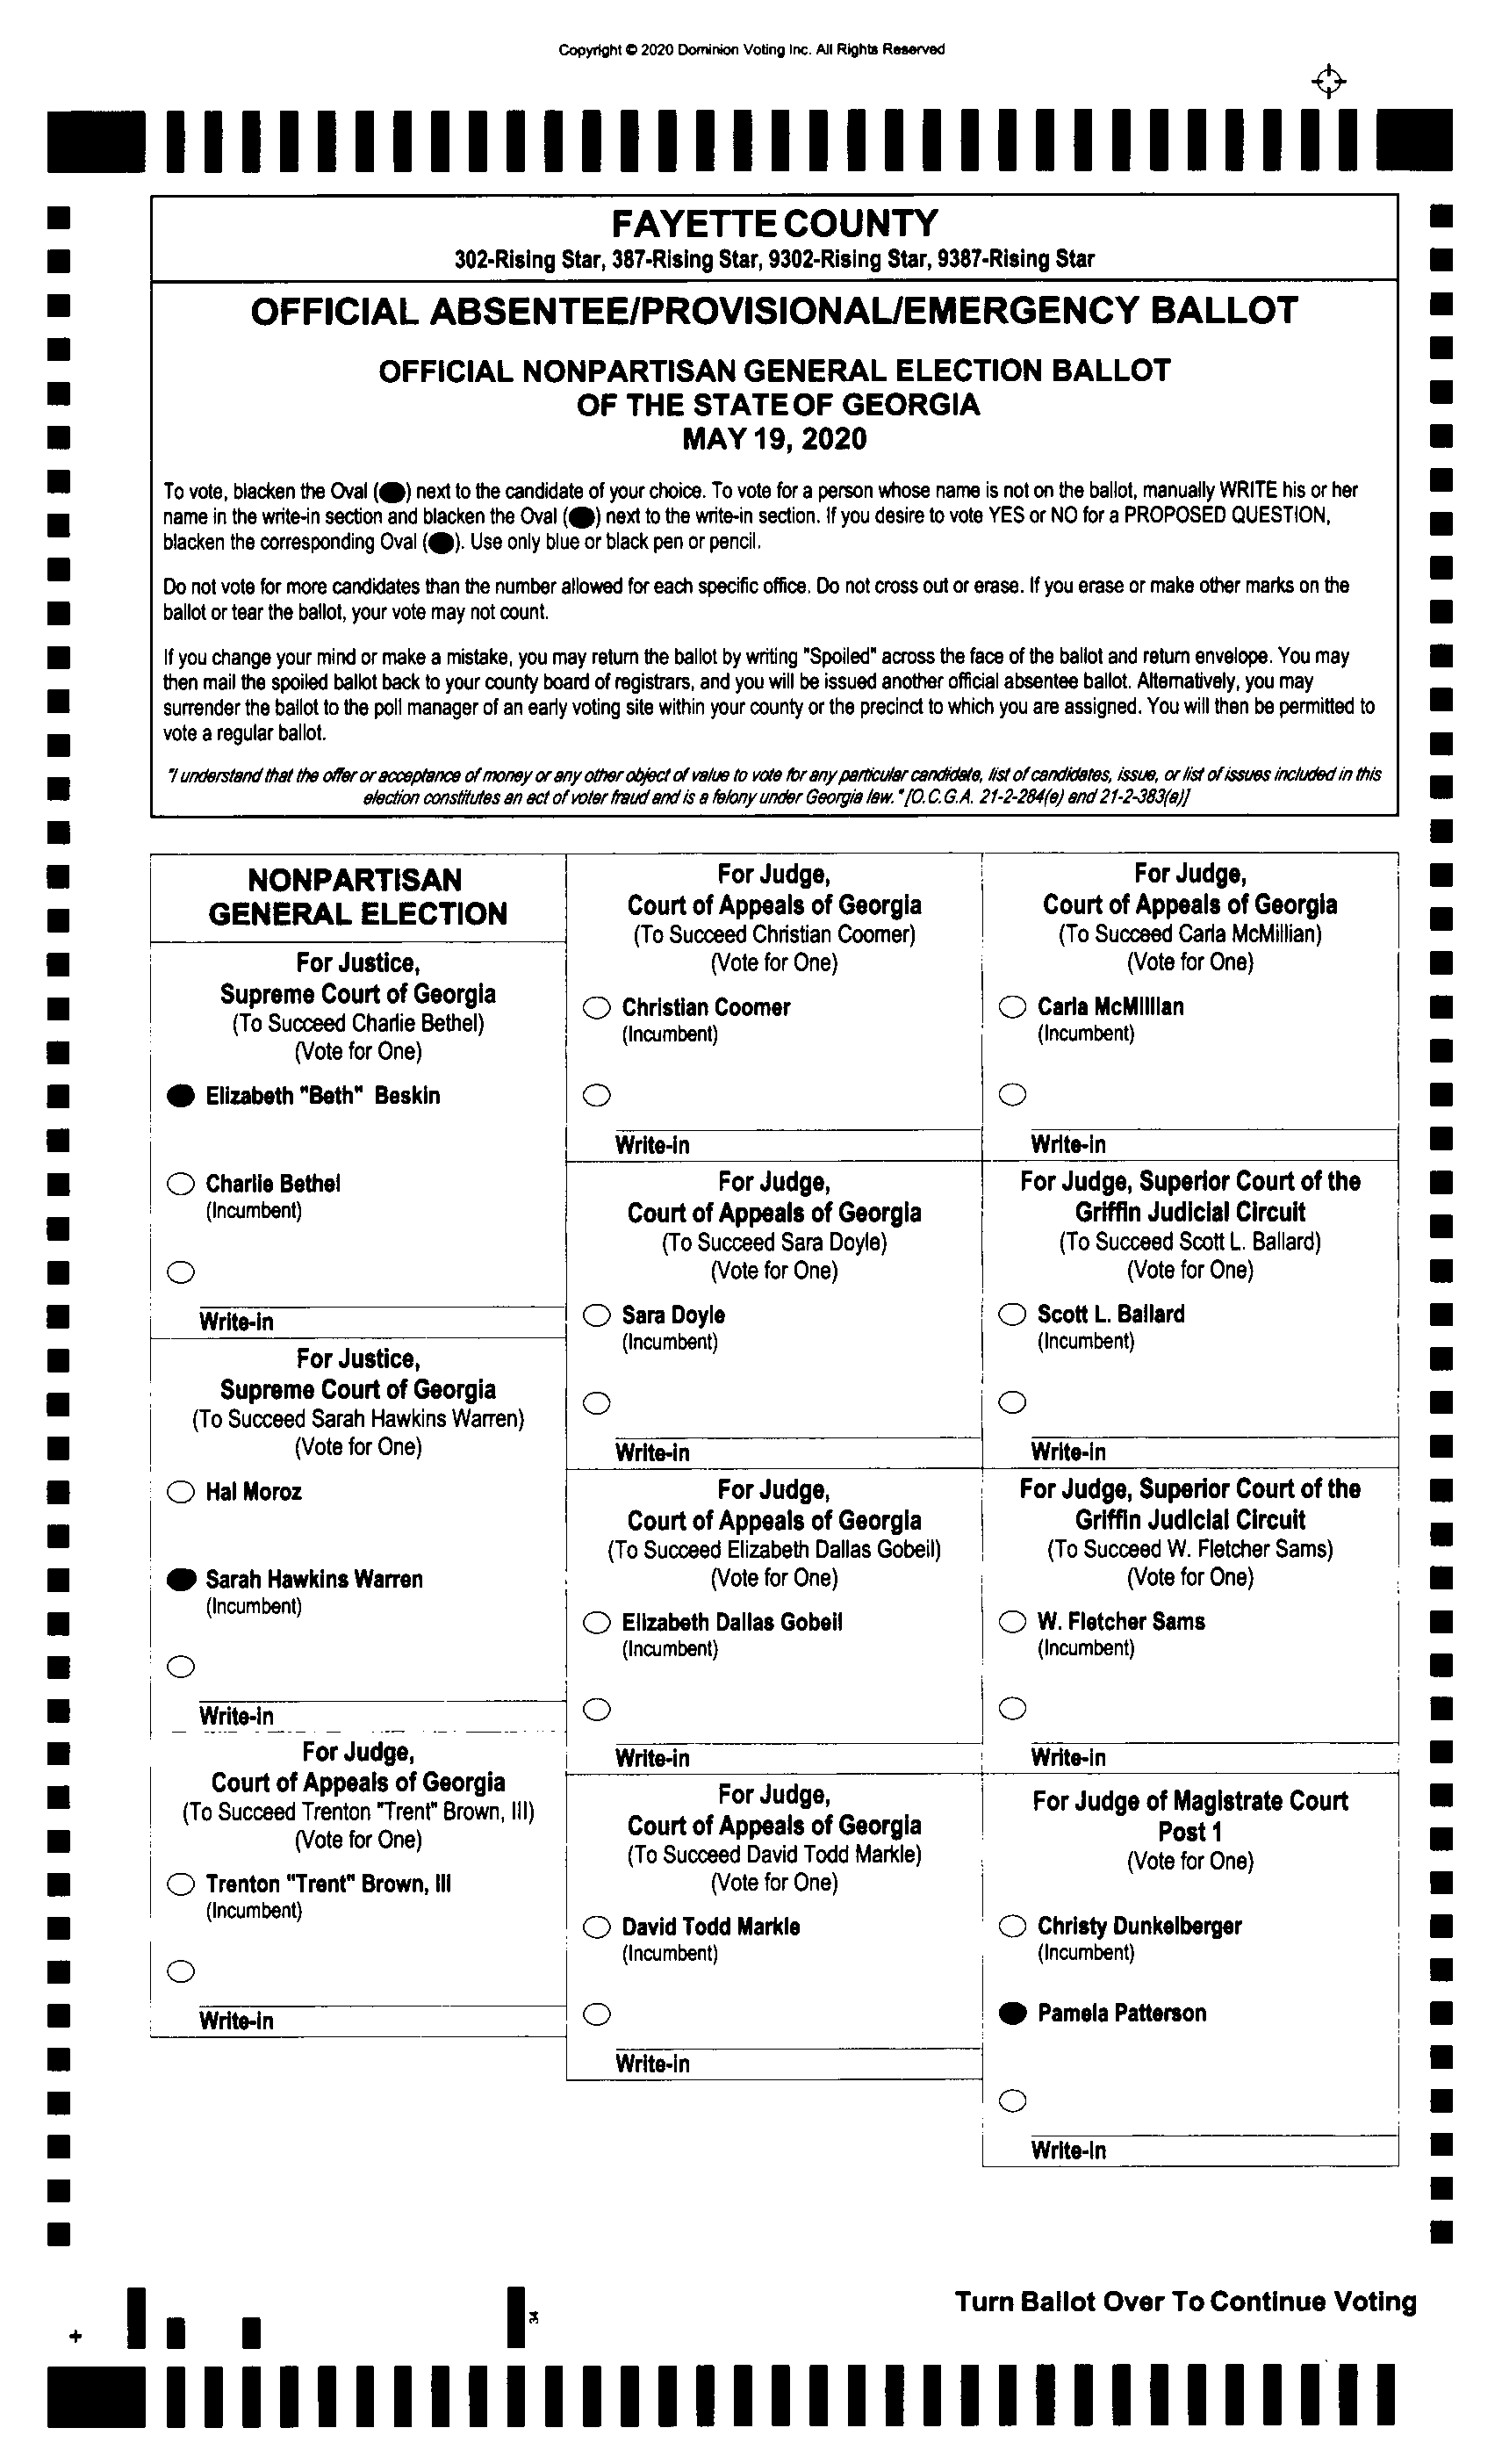 Copyright © 2020 Dominion Voting Inc. All Rights Reserved
FAYETTE COUNTY
302-Rising Star, 387-Rising Star, 9302-Rising Star, 9387-Rising Star
OFFICIAL ABSENTEE/PROVISIONAL/EMERGENCY BALLOT
OFFICIAL NONPARTISAN GENERAL ELECTION BALLOT
OF THE STATE OF GEORGIA
MAY 19, 2020
To vote, blacken the Oval ( ) next to the candidate of your choice. To vote for a person whose name is not on the ballot, manually WRITE his or her
name in the write-in section and blacken the Oval ( ) next to the write-in section. If you desire to vote YES or NO for a PROPOSED QUESTION,
blacken the corresponding Oval ( ). Use only blue or black pen or pencil.
Do not vote for more candidates than the number allowed for each specific office. Do not cross out or erase. If you erase or make other marks on the
ballot or tear the ballot, your vote may not count.
If you change your mind or make a mistake, you may return the ballot by writing "Spoiled" across the face of the ballot and return envelope. You may
then mail the spoiled ballot back to your county board of registrars, and you will be issued another official absentee ballot. Alternatively, you may
surrender the ballot to the poll manager of an early voting site within your county or the precinct to which you are assigned. You will then be permitted to
vote a regular ballot.
"I understand that the offer or acceptance of money or any other object of value to vote for any particular candidate, list of candidates, issue, or list of issues included in this
election constitutes an act of voter fraud and is a felony under Georgia law." [O.C.G.A. 21-2-284(e) and 21-2-383(a)]
NONPARTISAN
GENERAL ELECTION
For Justice,
Supreme Court of Georgia
(To Succeed Charlie Bethel)
(Vote for One)
Elizabeth "Beth" Beskin
Charlie Bethel
(Incumbent)
Write-in
For Justice,
Supreme Court of Georgia
(To Succeed Sarah Hawkins Warren)
(Vote for One)
Hal Moroz
Sarah Hawkins Warren
(Incumbent)
Write-in
For Judge,
Court of Appeals of Georgia
(To Succeed Trenton "Trent" Brown, III)
(Vote for One)
Trenton "Trent" Brown, III
(Incumbent)
Write-in
For Judge,
Court of Appeals of Georgia
(To Succeed Christian Coomer)
(Vote for One)
Christian Coomer
(Incumbent)
Write-in
For Judge,
Court of Appeals of Georgia
(To Succeed Sara Doyle)
(Vote for One)
Sara Doyle
(Incumbent)
Write-in
For Judge,
Court of Appeals of Georgia
(To Succeed Elizabeth Dallas Gobeil)
(Vote for One)
Elizabeth Dallas Gobeil
(Incumbent)
Write-in
For Judge,
Court of Appeals of Georgia
(To Succeed David Todd Markle)
(Vote for One)
David Todd Markle
(Incumbent)
Write-in
For Judge,
Court of Appeals of Georgia
(To Succeed Carla McMillian)
(Vote for One)
Carla McMillian
(Incumbent)
Write-in
For Judge, Superior Court of the
Griffin Judicial Circuit
(To Succeed Scott L. Ballard)
(Vote for One)
Scott L. Ballard
(Incumbent)
Write-in
For Judge, Superior Court of the
Griffin Judicial Circuit
(To Succeed W. Fletcher Sams)
(Vote for One)
W. Fletcher Sams
(Incumbent)
Write-in
For Judge of Magistrate Court
Post 1
(Vote for One)
Christy Dunkelberger
(Incumbent)
Pamela Patterson
Write-in
34
Turn Ballot Over To Continue Voting